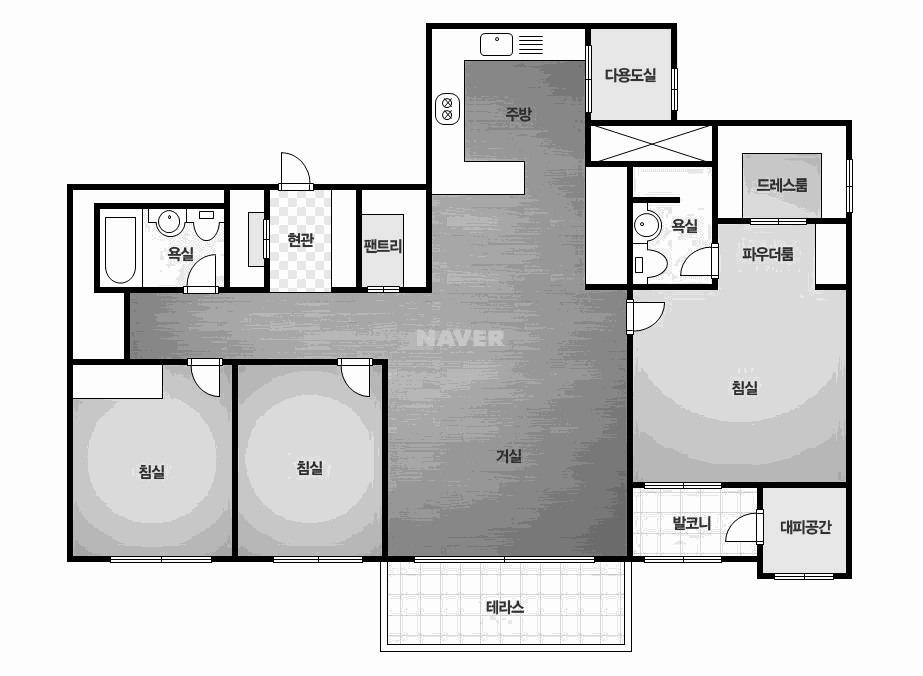 다용도실
주방
드레스룸
욕실
현관
팬트리
욕실
파우더룸
NAVER
침실
거실
침실
침실
발코니
대피공간
테라스